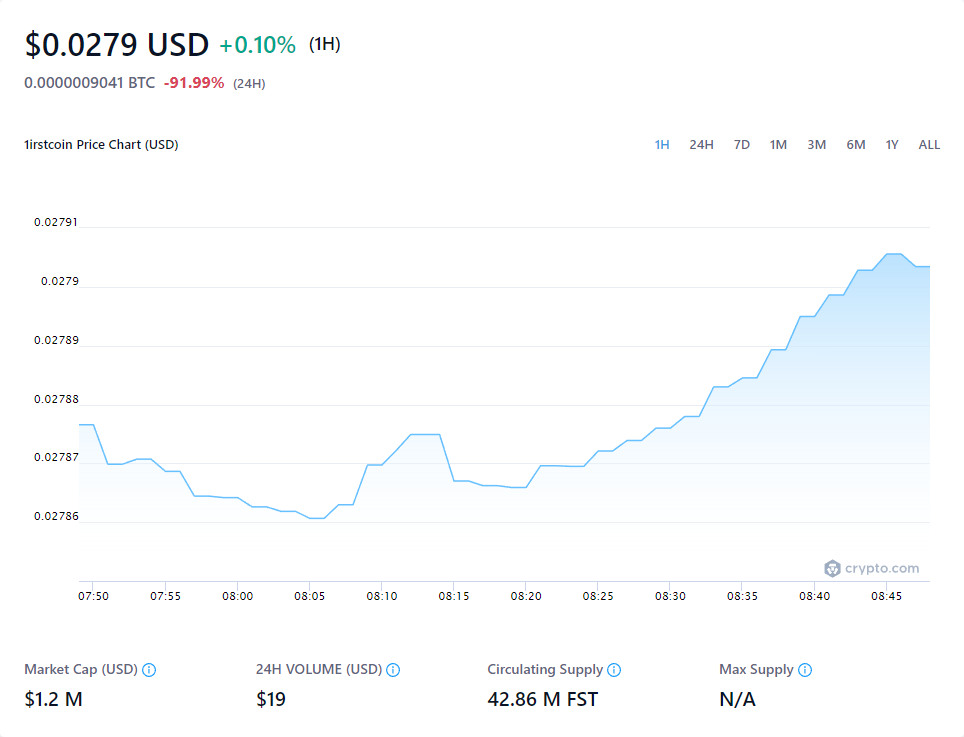 $0.0279 USD +0.10% (1H)
0.0000009041 BTC -91.99% (24H)
1irstcoin Price Chart (USD)
1H 24H 7D 1M 3M 6M 1Y ALL
0.02791
0.0279
0.02789
0.02788
0.02787
0.02786
crypto.com
07:50 07:55 08:00 08:05 08:10 08:15 08:20 08:25 08:30 08:35 08:40 08:45
Market Cap (USD) 24H VOLUME (USD) Circulating Supply Max Supply
$1.2 M $19 42.86 M FST N/A